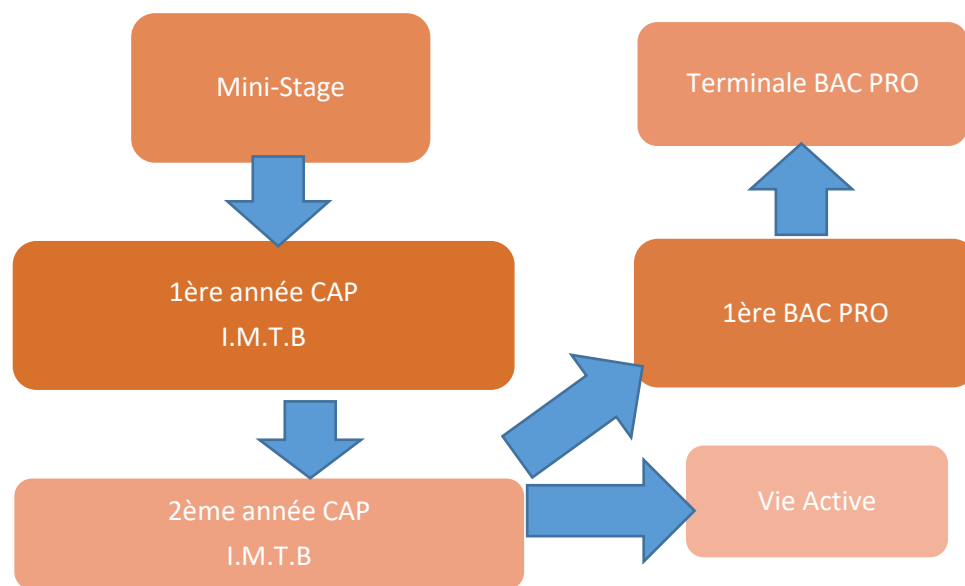 Mini-Stage
Terminale BAC PRO
1ère année CAP
I.M.T.B
1ère BAC PRO
2ème année CAP
I.M.T.B
Vie Active